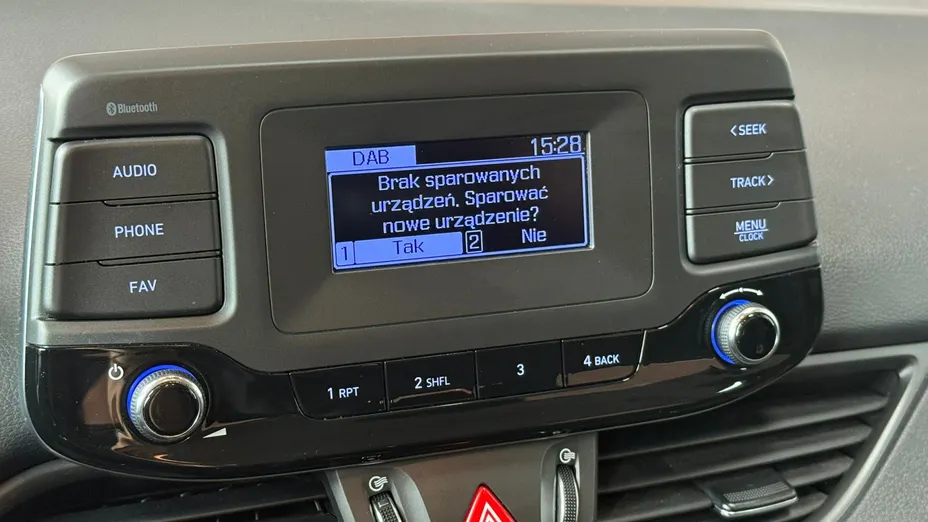 Bluetooth
AUDIO
PHONE
FAV
DAB 15:28
Brak sparowanych
urządzeń. Sparować
nowe urządzenie?
1 Tak 2 Nie
<SEEK
TRACK>
MENU
CLOCK
1 RPT
2 SHFL
3
4 BACK